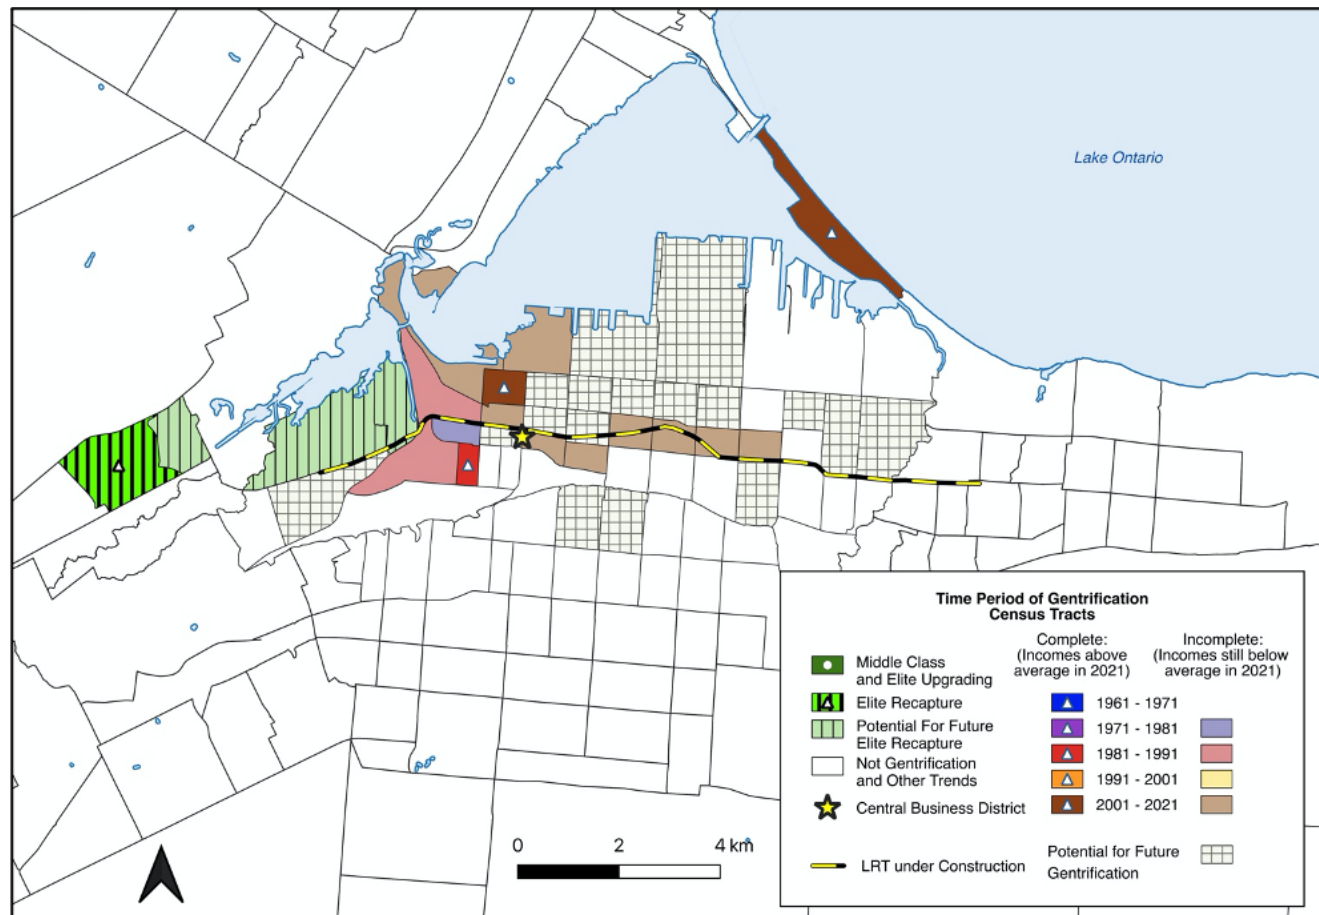 Lake Ontario
Time Period of Gentrification
Census Tracts
Complete:
(Incomes above
average in 2021)
Incomplete:
(Incomes still below
average in 2021)
Middle Class
and Elite Upgrading
Elite Recapture
Potential For Future
Elite Recapture
Not Gentrification
and Other Trends
Central Business District
LRT under Construction
1961 - 1971
1971 - 1981
1981 - 1991
1991 - 2001
2001 - 2021
Potential for Future
Gentrification
0 2 4 km